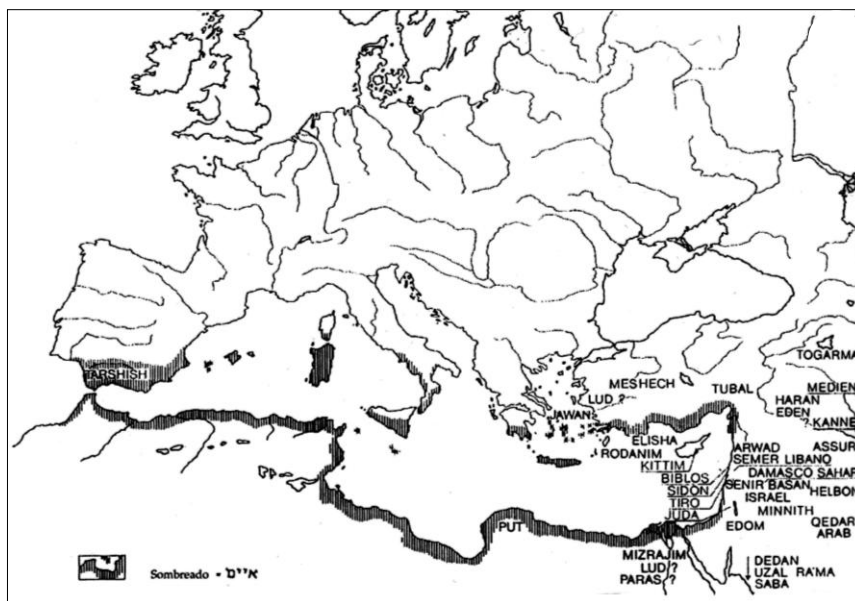 TARSHISH
TOGARMA
MESHECH
TUBAL
MEDIEN
LUD ?
HARAN
EDEN
?
KANNE
JAWAN
ELISHA
RODANIM
ARWAD
ASSUR
SEMER LIBANO
KITTIM
DAMASCO SAHAR
BIBLOS
SENIR BASAN
SIDON
HELBON
ISRAEL
TIRO
MINNITH
JUDA
EDOM
QEDAR
ARAB
PUT
MIZRAJIM
LUD ?
PARAS ?
DEDAN
UZAL RA'MA
SABA
Sombreado - איים